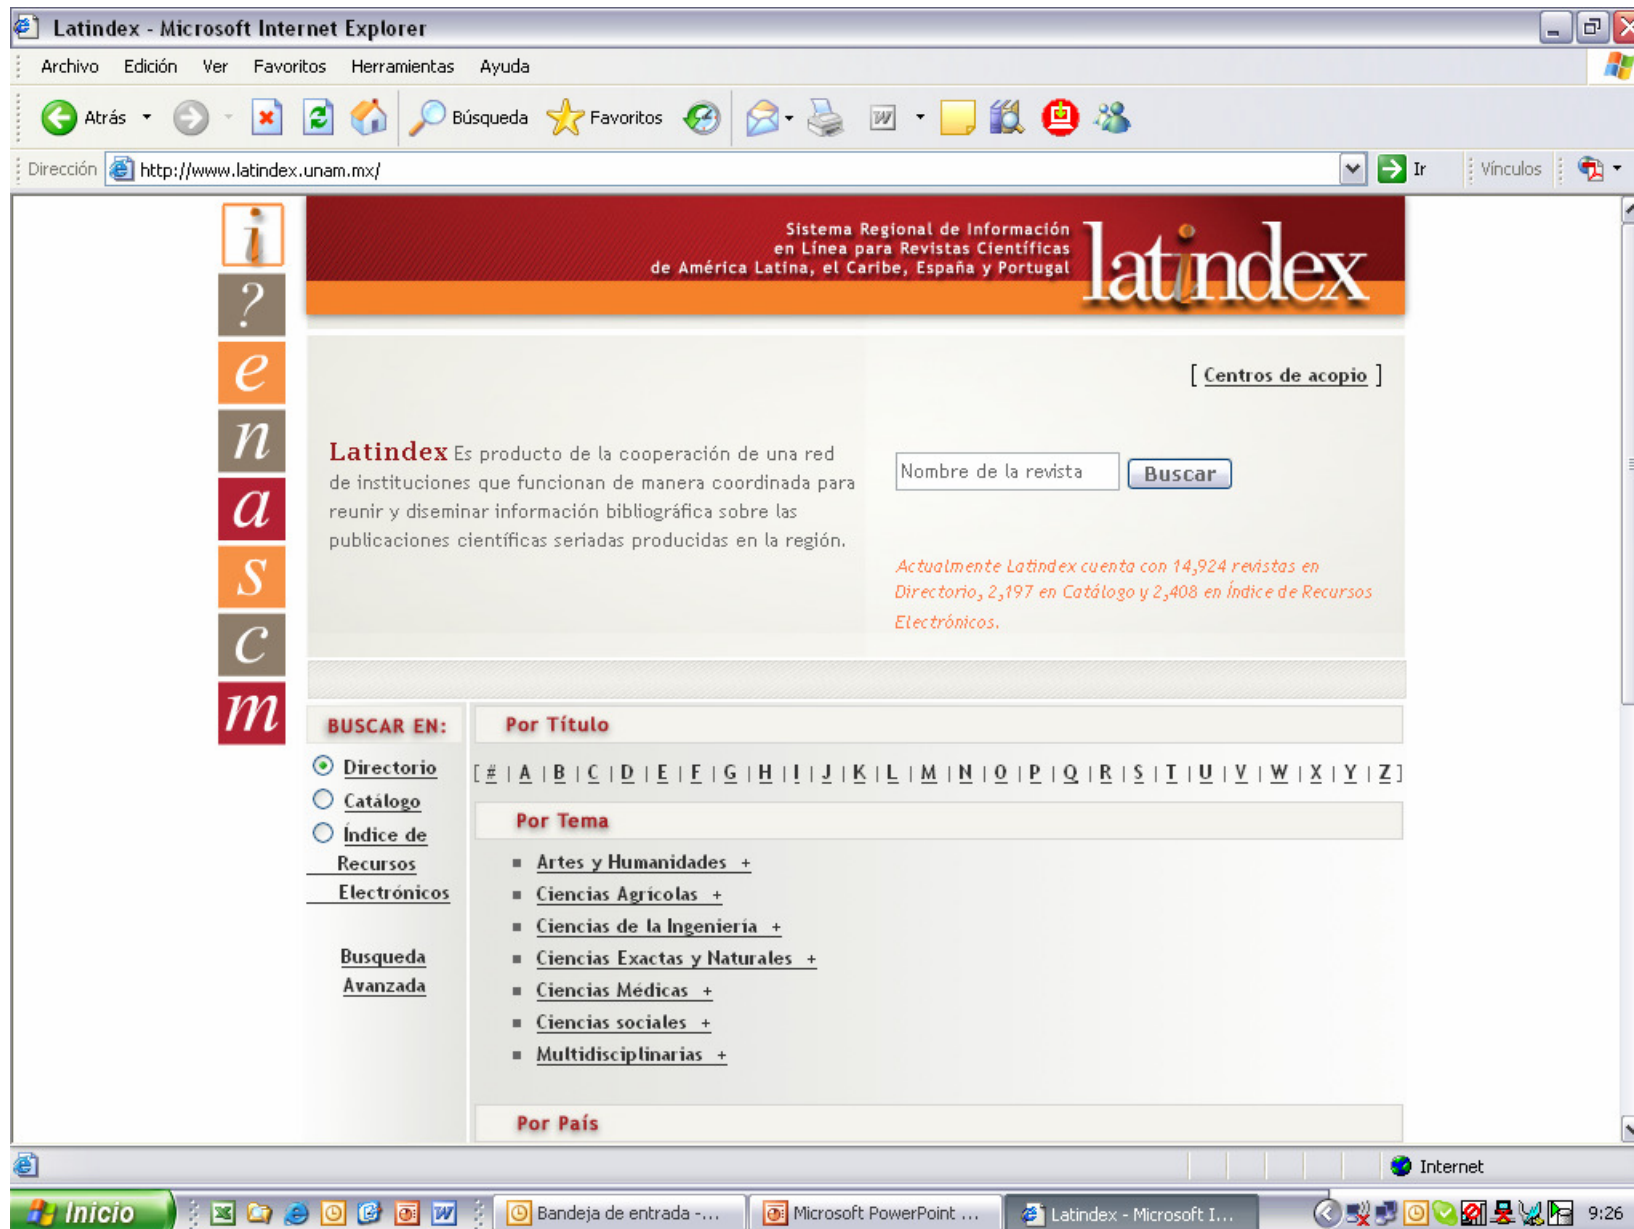 Latindex - Microsoft Internet Explorer
Archivo Edición Ver Favoritos Herramientas Ayuda
Atrás Búsqueda Favoritos
Dirección http://www.latindex.unam.mx/ Ir Vínculos
i
?
e
n
a
s
c
m
Sistema Regional de Información
en Línea para Revistas Científicas
de América Latina, el Caribe, España y Portugal
latindex
[ Centros de acopio ]
Latindex Es producto de la cooperación de una red
de instituciones que funcionan de manera coordinada para
reunir y diseminar información bibliográfica sobre las
publicaciones científicas seriadas producidas en la región.
Nombre de la revista Buscar
Actualmente Latindex cuenta con 14,924 revistas en
Directorio, 2,197 en Catálogo y 2,408 en Índice de Recursos
Electrónicos.
BUSCAR EN:
Directorio
Catálogo
Índice de
Recursos
Electrónicos
Busqueda
Avanzada
Por Título
[ # | A | B | C | D | E | F | G | H | I | J | K | L | M | N | O | P | Q | R | S | T | U | V | W | X | Y | Z ]
Por Tema
Artes y Humanidades +
Ciencias Agrícolas +
Ciencias de la Ingeniería +
Ciencias Exactas y Naturales +
Ciencias Médicas +
Ciencias sociales +
Multidisciplinarias +
Por País
Internet
Inicio Bandeja de entrada -... Microsoft PowerPoint ... Latindex - Microsoft I... 9:26